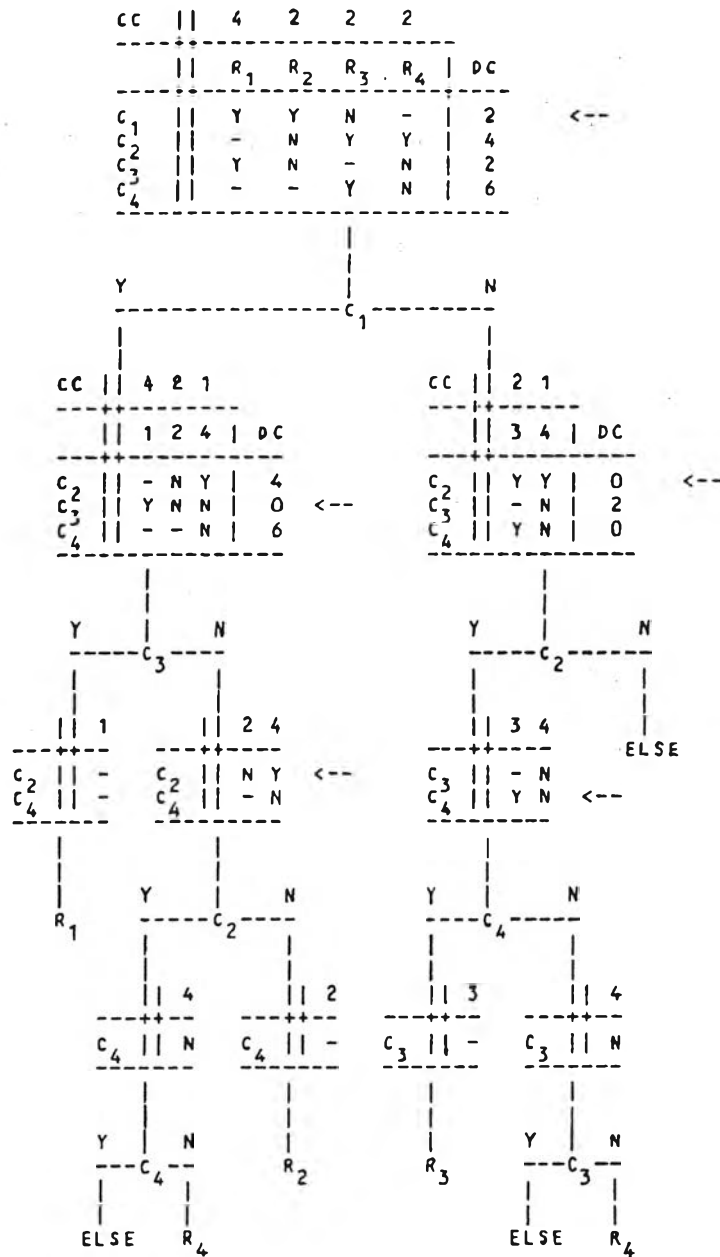 CC || 4 2 2 2
|| R1 R2 R3 R4 | DC
C1 || Y Y N - | 2 <--
C2 || - N Y Y | 4
C3 || Y N - N | 2
C4 || - - Y N | 6
Y N
C1
CC || 4 2 1 CC || 2 1
|| 1 2 4 | DC || 3 4 | DC
C2 || - N Y | 4 C2 || Y Y | 0 <--
C3 || Y N N | 0 <-- C3 || - N | 2
C4 || - - N | 6 C4 || Y N | 0
Y N Y N
C3 C2
|| 1 || 2 4 || 3 4 ELSE
C2 || - C2 || N Y <-- C3 || - N
C4 || - C4 || - N C4 || Y N <--
Y N Y N
R1 C2 C4
|| 4 || 2 || 3 || 4
C4 || N C4 || - C3 || - C3 || N
Y N Y N
C4 R2 R3 C3
ELSE R4 ELSE R4